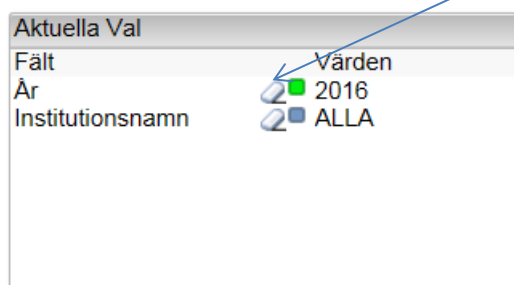 Aktuella Val
Fält Värden
År 2016
Institutionsnamn ALLA